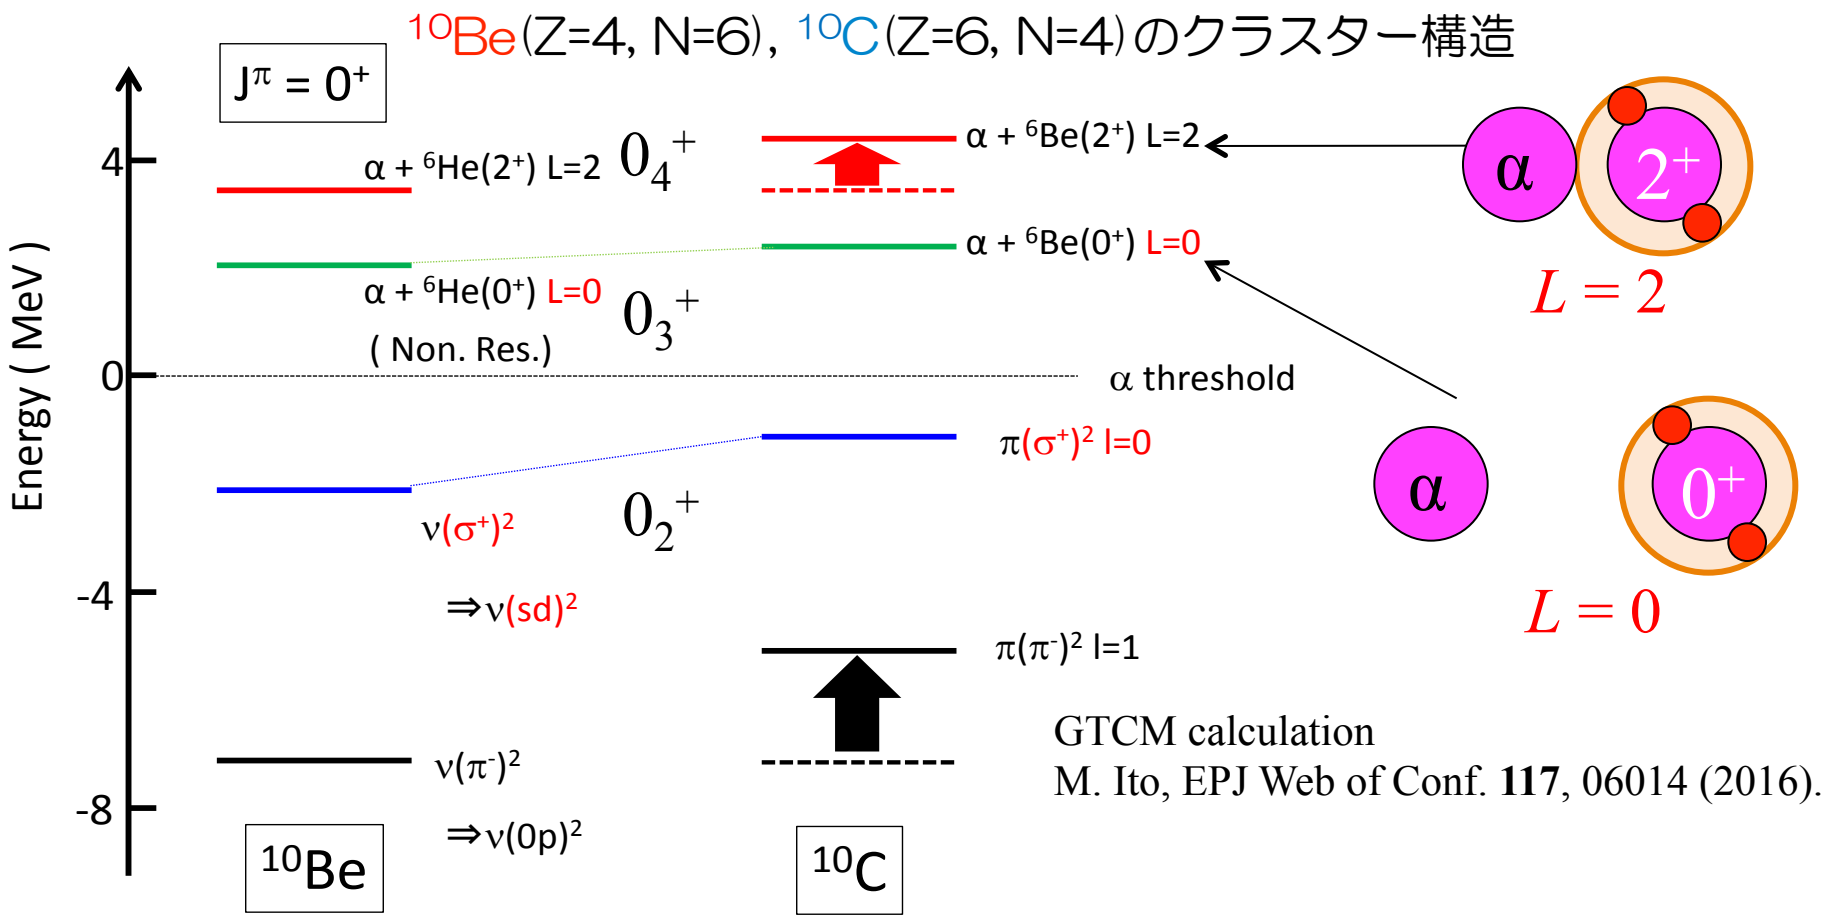 ¹⁰Be(Z=4, N=6), ¹⁰C(Z=6, N=4)のクラスター構造
Jπ = 0⁺
Energy ( MeV )
4
0
-4
-8
α + ⁶He(2⁺) L=2
0₄⁺
α + ⁶Be(2⁺) L=2
α + ⁶He(0⁺) L=0
( Non. Res.)
0₃⁺
α + ⁶Be(0⁺) L=0
α threshold
ν(σ⁺)²
⇒ν(sd)²
0₂⁺
π(σ⁺)² l=0
ν(π⁻)²
⇒ν(0p)²
π(π⁻)² l=1
¹⁰Be
¹⁰C
α
2⁺
L = 2
α
0⁺
L = 0
GTCM calculation
M. Ito, EPJ Web of Conf. 117, 06014 (2016).